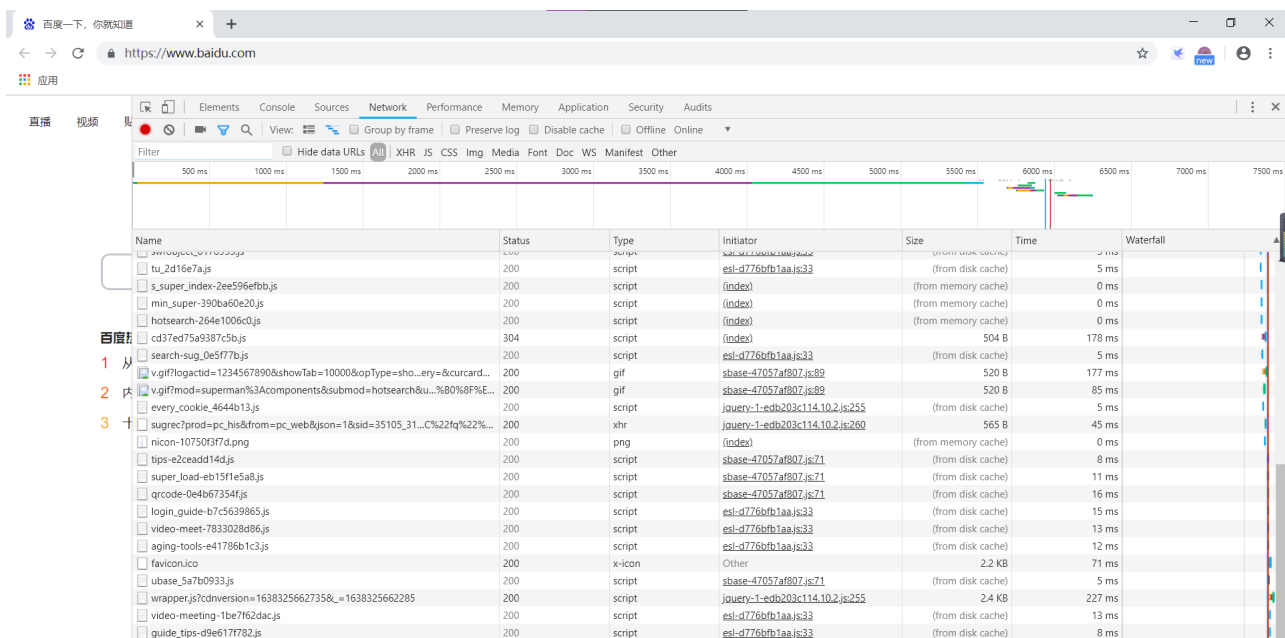 百度一下，你就知道
https://www.baidu.com
new
应用
直播 视频
Elements Console Sources Network Performance Memory Application Security Audits
View: Group by frame Preserve log Disable cache Offline Online
Filter Hide data URLs All XHR JS CSS Img Media Font Doc WS Manifest Other
500 ms 1000 ms 1500 ms 2000 ms 2500 ms 3000 ms 3500 ms 4000 ms 4500 ms 5000 ms 5500 ms 6000 ms 6500 ms 7000 ms 7500 ms
Name Status Type Initiator Size Time Waterfall
tu_2d16e7a.js 200 script esl-d776bfb1aa.js:33 (from disk cache) 5 ms
s_super_index-2ee596efbb.js 200 script (index) (from memory cache) 0 ms
min_super-390ba60e20.js 200 script (index) (from memory cache) 0 ms
hotsearch-264e1006c0.js 200 script (index) (from memory cache) 0 ms
百度 cd37ed75a9387c5b.js 304 script (index) 504 B 178 ms
search-sug_0e5f77b.js 200 script esl-d776bfb1aa.js:33 (from disk cache) 5 ms
1 从
v.gif?logactid=1234567890&showTab=10000&opType=sho...ery=&curcard... 200 gif sbase-47057af807.js:89 520 B 177 ms
2 内
v.gif?mod=superman%3Acomponents&submod=hotsearch&u...%B0%8F%E... 200 gif sbase-47057af807.js:89 520 B 85 ms
every_cookie_4644b13.js 200 script jquery-1-edb203c114.10.2.js:255 (from disk cache) 5 ms
3 十
sugrec?prod=pc_his&from=pc_web&json=1&sid=35105_31...C%22fq%22%... 200 xhr jquery-1-edb203c114.10.2.js:260 565 B 45 ms
nicon-10750f3f7d.png 200 png (index) (from memory cache) 0 ms
tips-e2ceadd14d.js 200 script sbase-47057af807.js:71 (from disk cache) 8 ms
super_load-eb15f1e5a8.js 200 script sbase-47057af807.js:71 (from disk cache) 11 ms
qrcode-0e4b67354f.js 200 script sbase-47057af807.js:71 (from disk cache) 16 ms
login_guide-b7c5639865.js 200 script esl-d776bfb1aa.js:33 (from disk cache) 15 ms
video-meet-7833028d86.js 200 script esl-d776bfb1aa.js:33 (from disk cache) 13 ms
aging-tools-e41786b1c3.js 200 script esl-d776bfb1aa.js:33 (from disk cache) 12 ms
favicon.ico 200 x-icon Other 2.2 KB 71 ms
ubase_5a7b0933.js 200 script sbase-47057af807.js:71 (from disk cache) 5 ms
wrapper.js?cdnversion=1638325662735&_=1638325662285 200 script jquery-1-edb203c114.10.2.js:255 2.4 KB 227 ms
video-meeting-1be7f62dac.js 200 script esl-d776bfb1aa.js:33 (from disk cache) 13 ms
guide_tips-d9e617f782.js 200 script esl-d776bfb1aa.js:33 (from disk cache) 8 ms